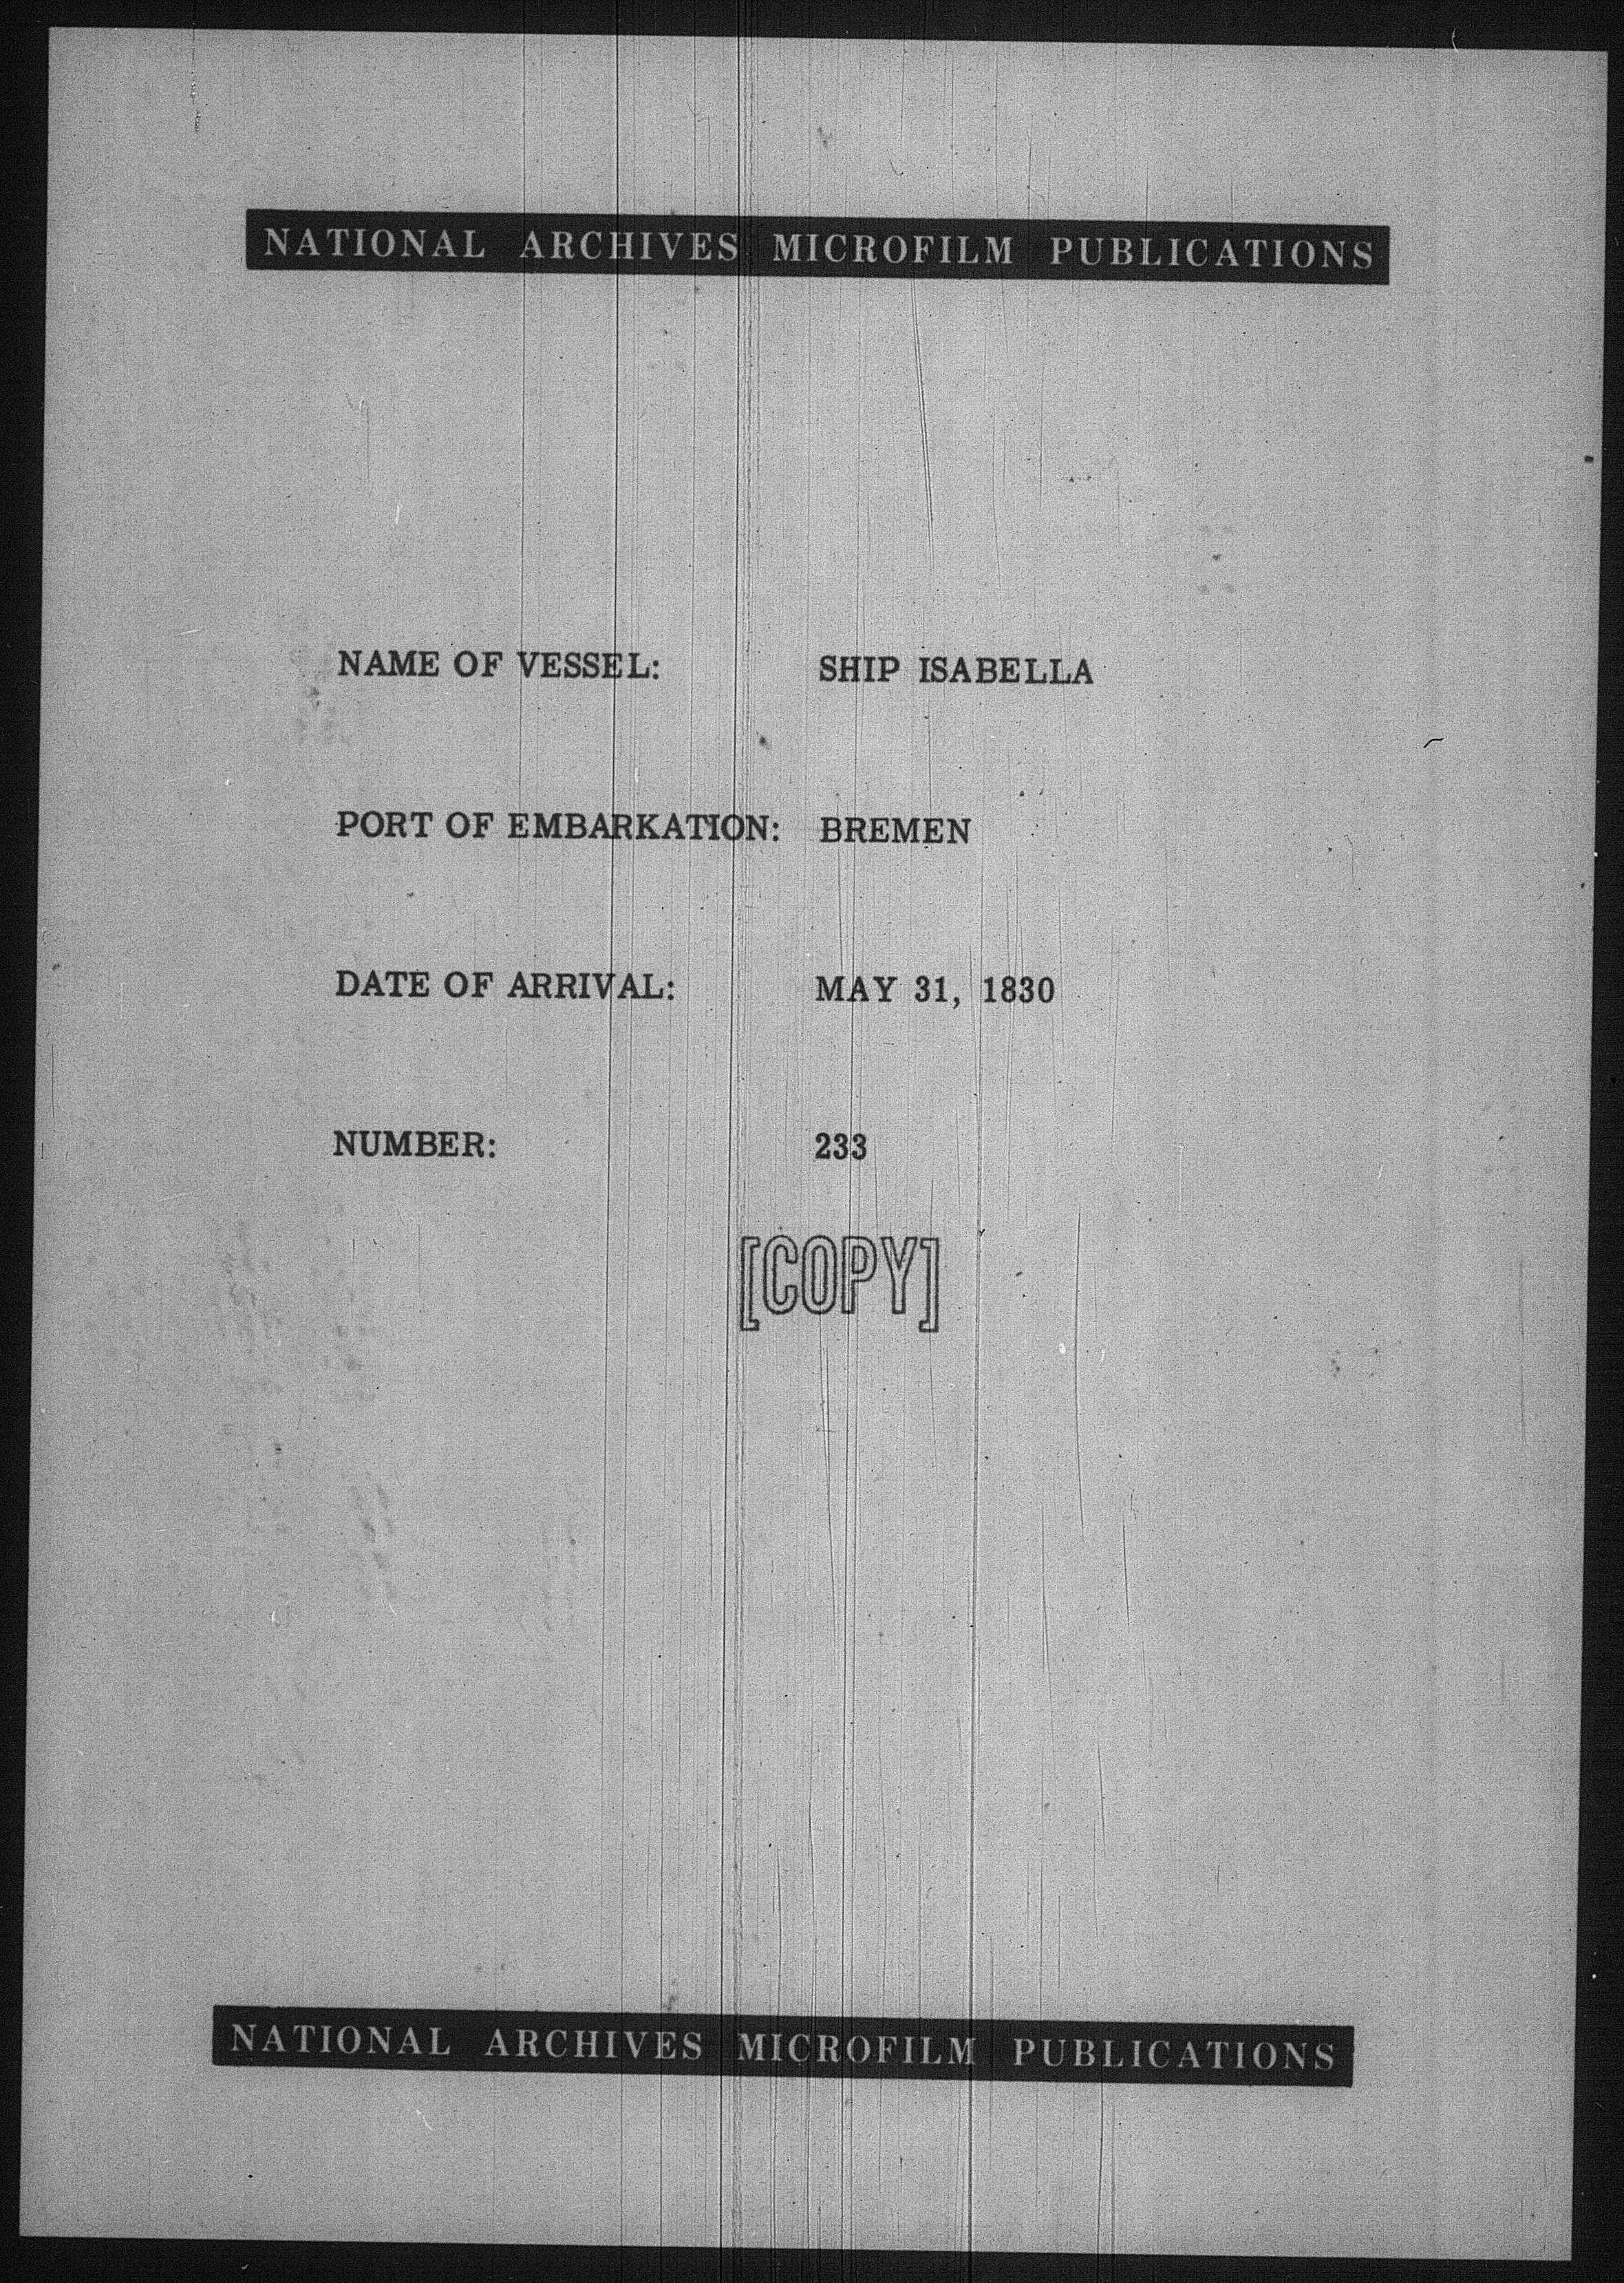 NATIONAL ARCHIVES MICROFILM PUBLICATIONS
NAME OF VESSEL: SHIP ISABELLA
PORT OF EMBARKATION: BREMEN
DATE OF ARRIVAL: MAY 31, 1830
NUMBER: 233
[COPY]
NATIONAL ARCHIVES MICROFILM PUBLICATIONS